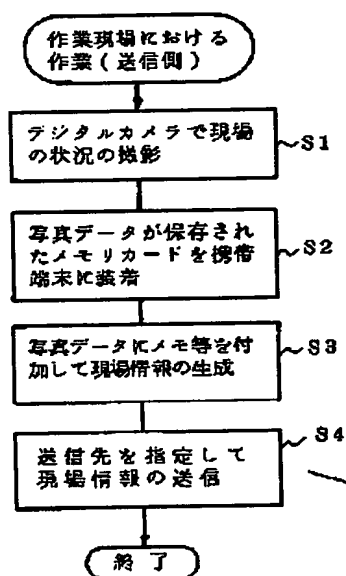 作業現場における
作業(送信側)
デジタルカメラで現場
の状況の撮影
~S1
写真データが保存され
たメモリカードを携帯
端末に装着
~S2
写真データにメモ等を付
加して現場情報の生成
~S3
送信先を指定して
現場情報の送信
S4
終了